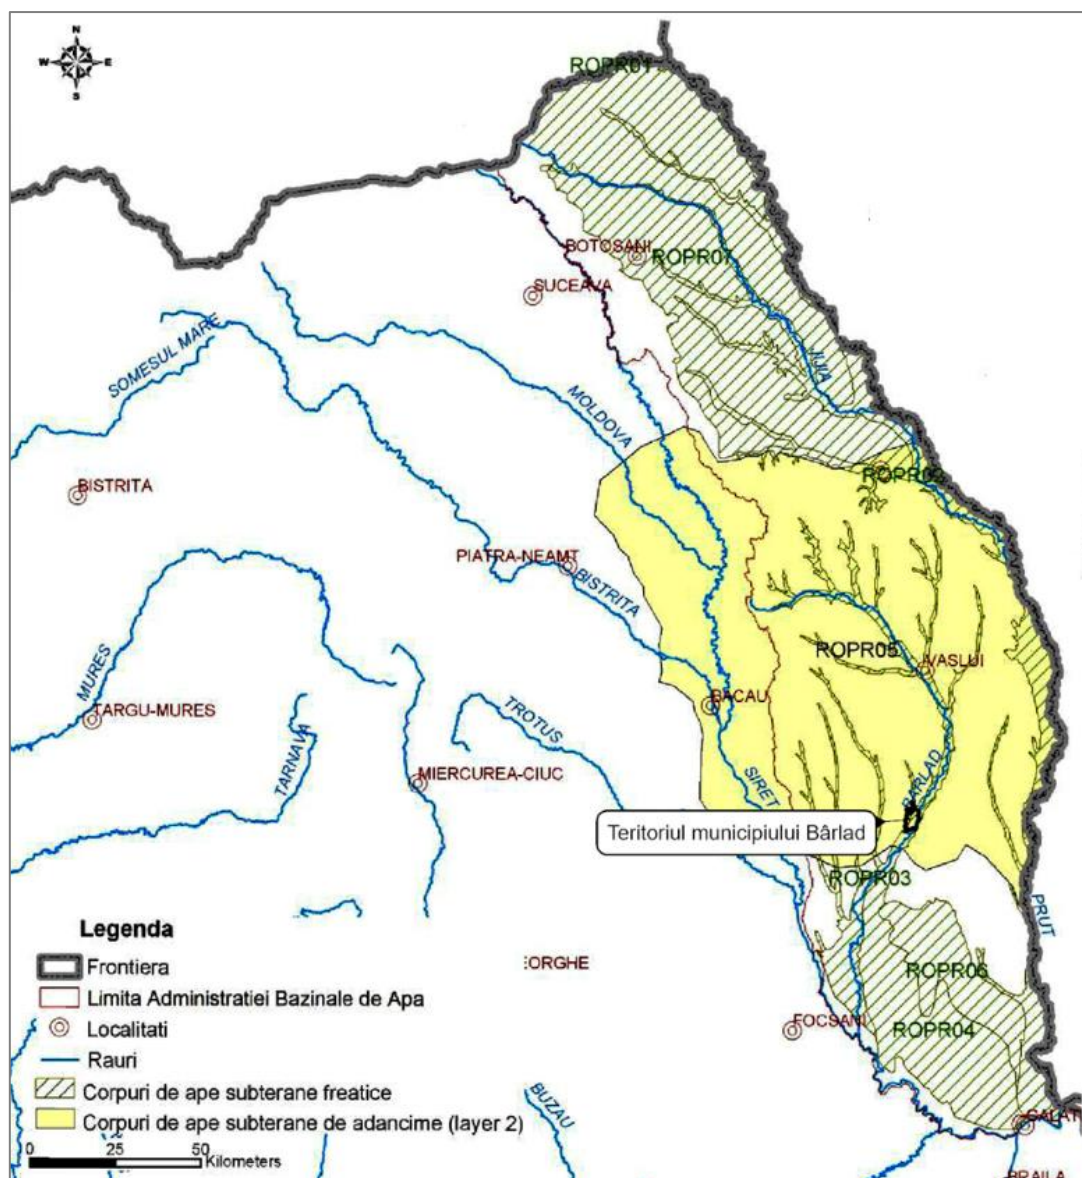 N
W E
S
ROPR01
BOTOSANI
ROPR07
SUCEAVA
SOMESUL MARE
JIJIA
MOLDOVA
ROPR02
BISTRITA
PIATRA-NEAMT
BISTRITA
ROPR05
VASLUI
MURES
TARGU-MURES
BACAU
TROTUS
TARNAVA
MIERCUREA-CIUC
SIRET
BARLAD
Teritoriul municipiului Bârlad
ROPR03
PRUT
Legenda
Frontiera
ORGHE
ROPR06
Limita Administratiei Bazinale de Apa
Localitati
FOCSANI
ROPR04
Rauri
Corpuri de ape subterane freatice
BUZAU
Corpuri de ape subterane de adancime (layer 2)
GALATI
0 25 50
Kilometers
BRAILA